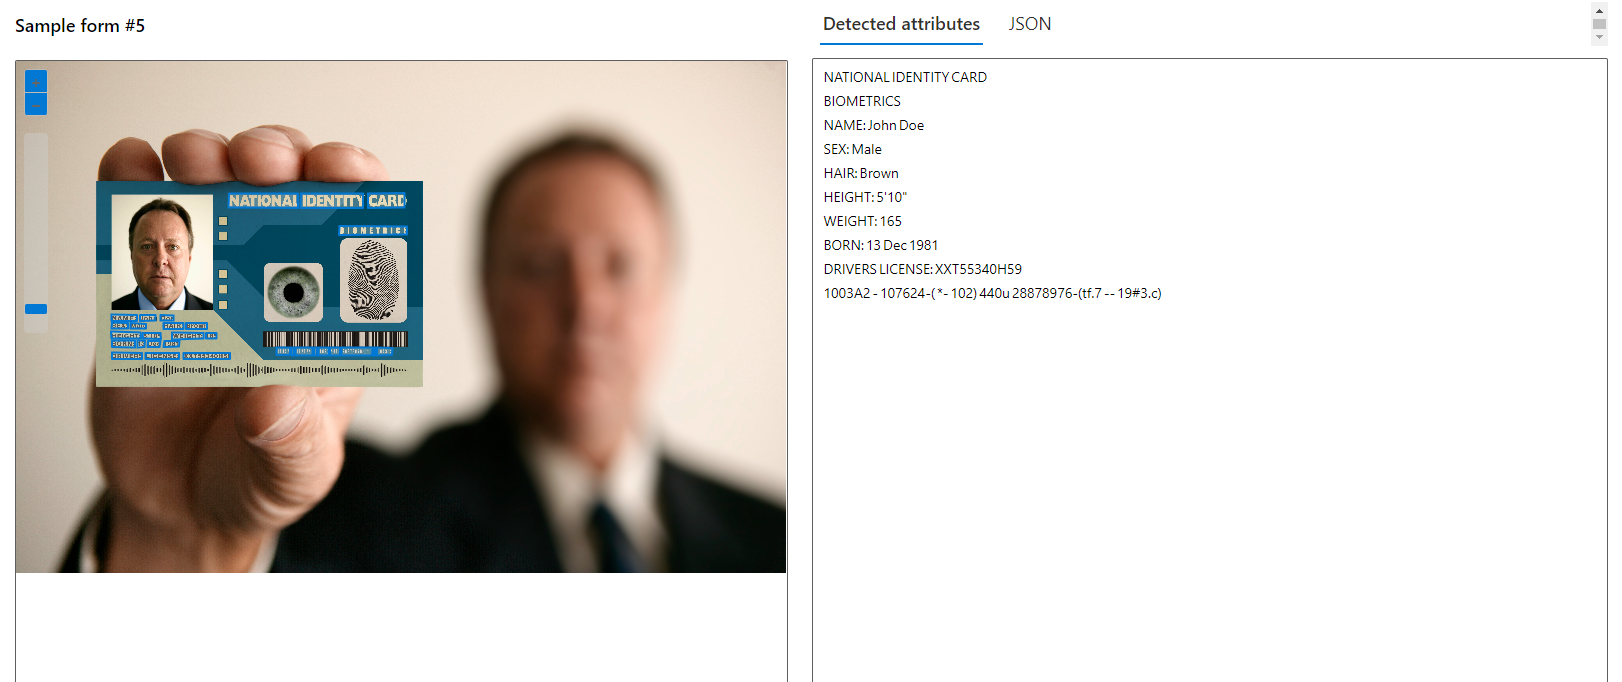 Sample form #5
Detected attributes
JSON
NATIONAL IDENTITY CARD
BIOMETRICS
NAME: John Doe
SEX: Male
HAIR: Brown
HEIGHT: 5'10"
WEIGHT: 165
BORN: 13 Dec 1981
DRIVERS LICENSE: XXT55340H59
1003A2 - 107624-( *- 102) 440u 28878976-(tf.7 -- 19#3.c)
NATIONAL IDENTITY CARD
BIOMETRICS
DRIVERS LICENSE: